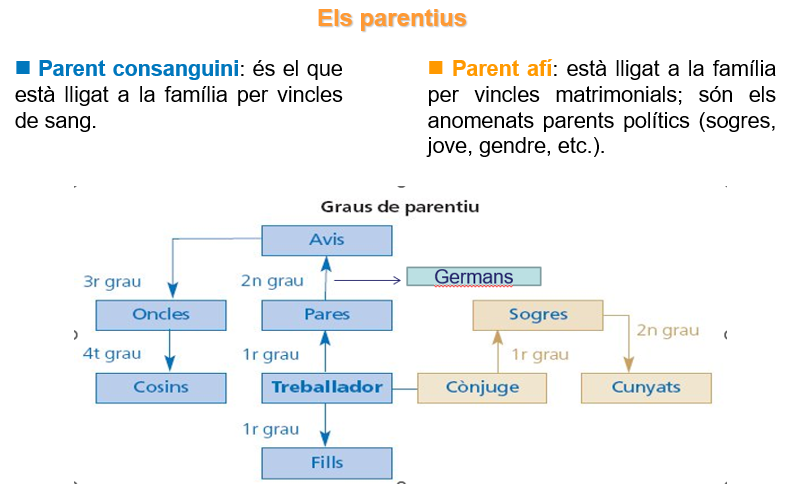 Els parentius
Parent consanguini: és el que
està lligat a la família per vincles
de sang.
Parent afí: està lligat a la família
per vincles matrimonials; són els
anomenats parents polítics (sogres,
jove, gendre, etc.).
Graus de parentiu
Avis
3r grau
2n grau
Germans
Oncles
Pares
Sogres
2n grau
4t grau
1r grau
1r grau
Cosins
Treballador
Cònjuge
Cunyats
1r grau
Fills